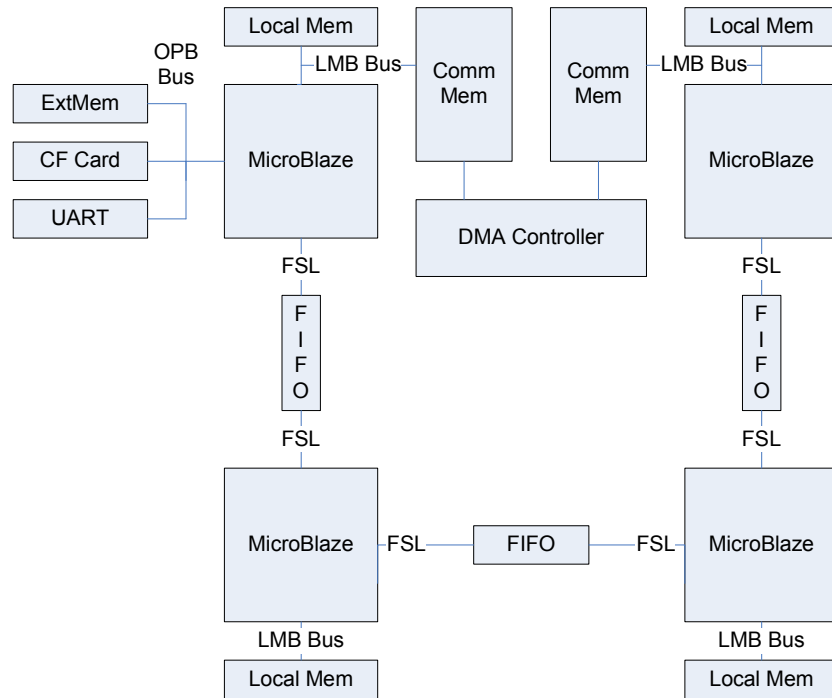 Local Mem
Local Mem
OPB
Bus
LMB Bus
Comm
Mem
Comm
Mem
LMB Bus
ExtMem
CF Card
UART
MicroBlaze
MicroBlaze
DMA Controller
FSL
FSL
F
I
F
O
F
I
F
O
FSL
FSL
MicroBlaze
FSL
FIFO
FSL
MicroBlaze
LMB Bus
LMB Bus
Local Mem
Local Mem